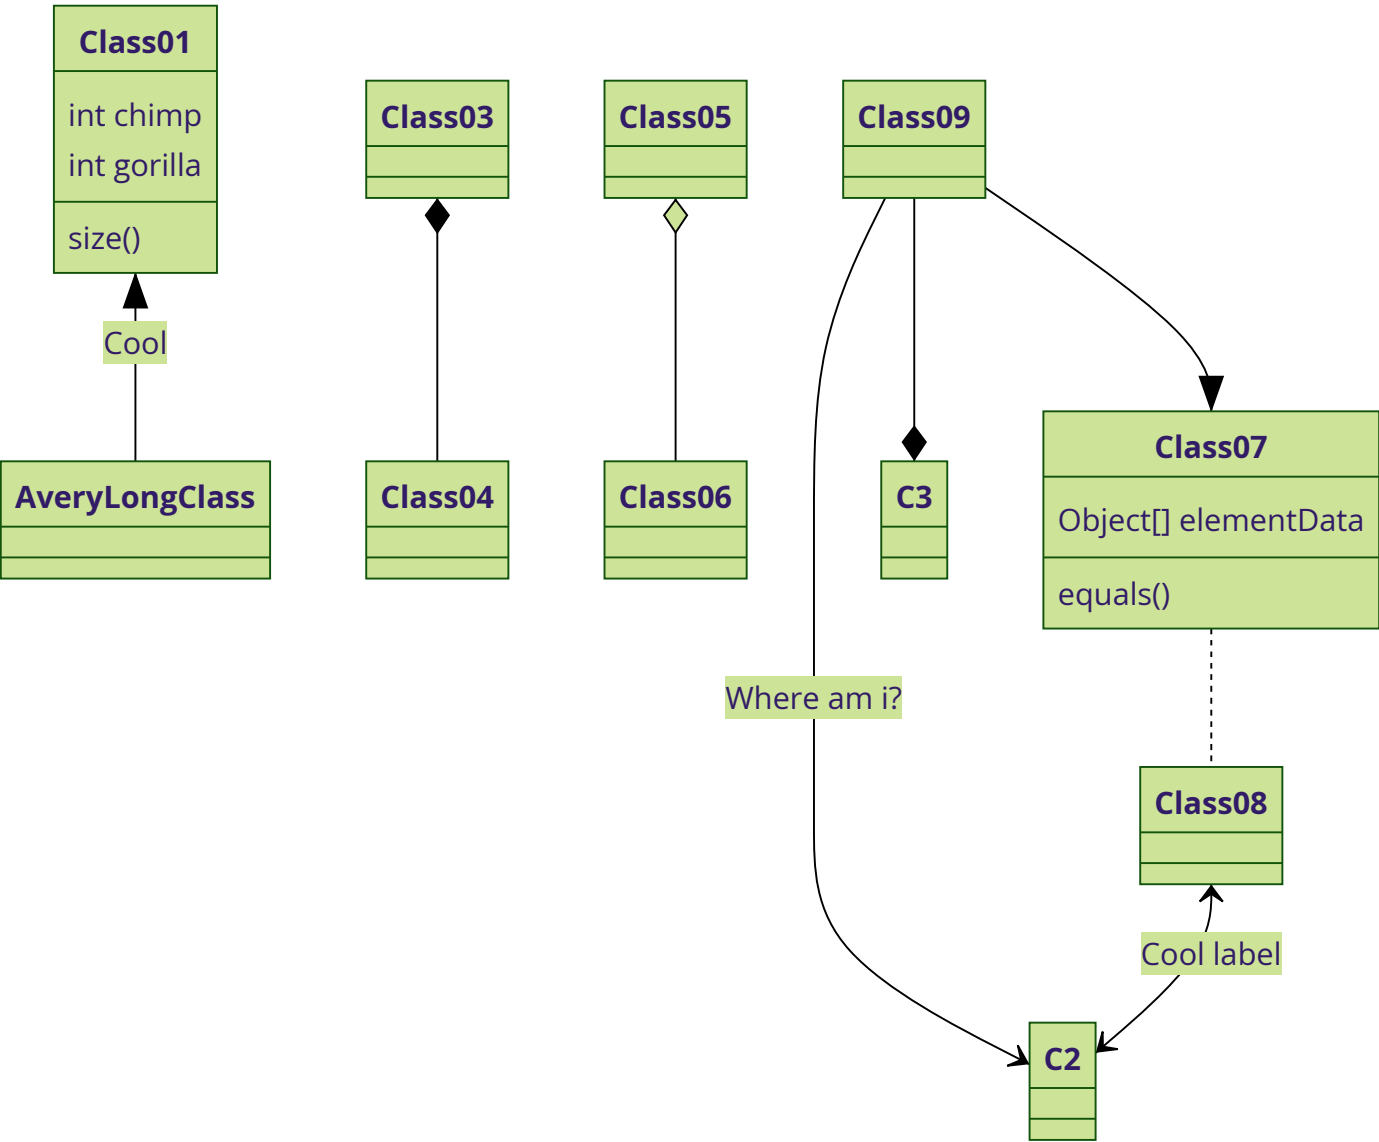 Class01
int chimp
int gorilla
size()
Class03
Class05
Class09
Cool
AveryLongClass
Class04
Class06
C3
Class07
Object[] elementData
equals()
Where am i?
Class08
Cool label
C2